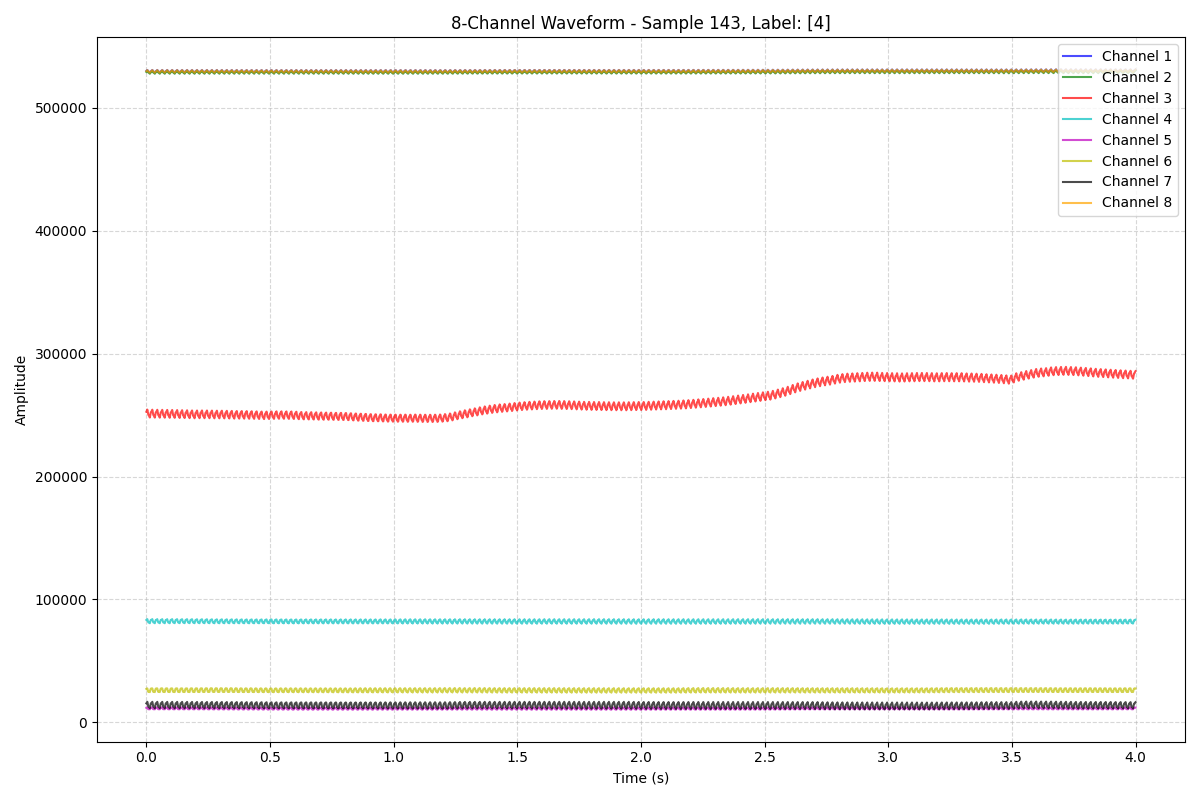 8-Channel Waveform - Sample 143, Label: [4]
Channel 1
Channel 2
Channel 3
Channel 4
Channel 5
Channel 6
Channel 7
Channel 8
500000
400000
300000
200000
100000
0
Amplitude
0.0 0.5 1.0 1.5 2.0 2.5 3.0 3.5 4.0
Time (s)